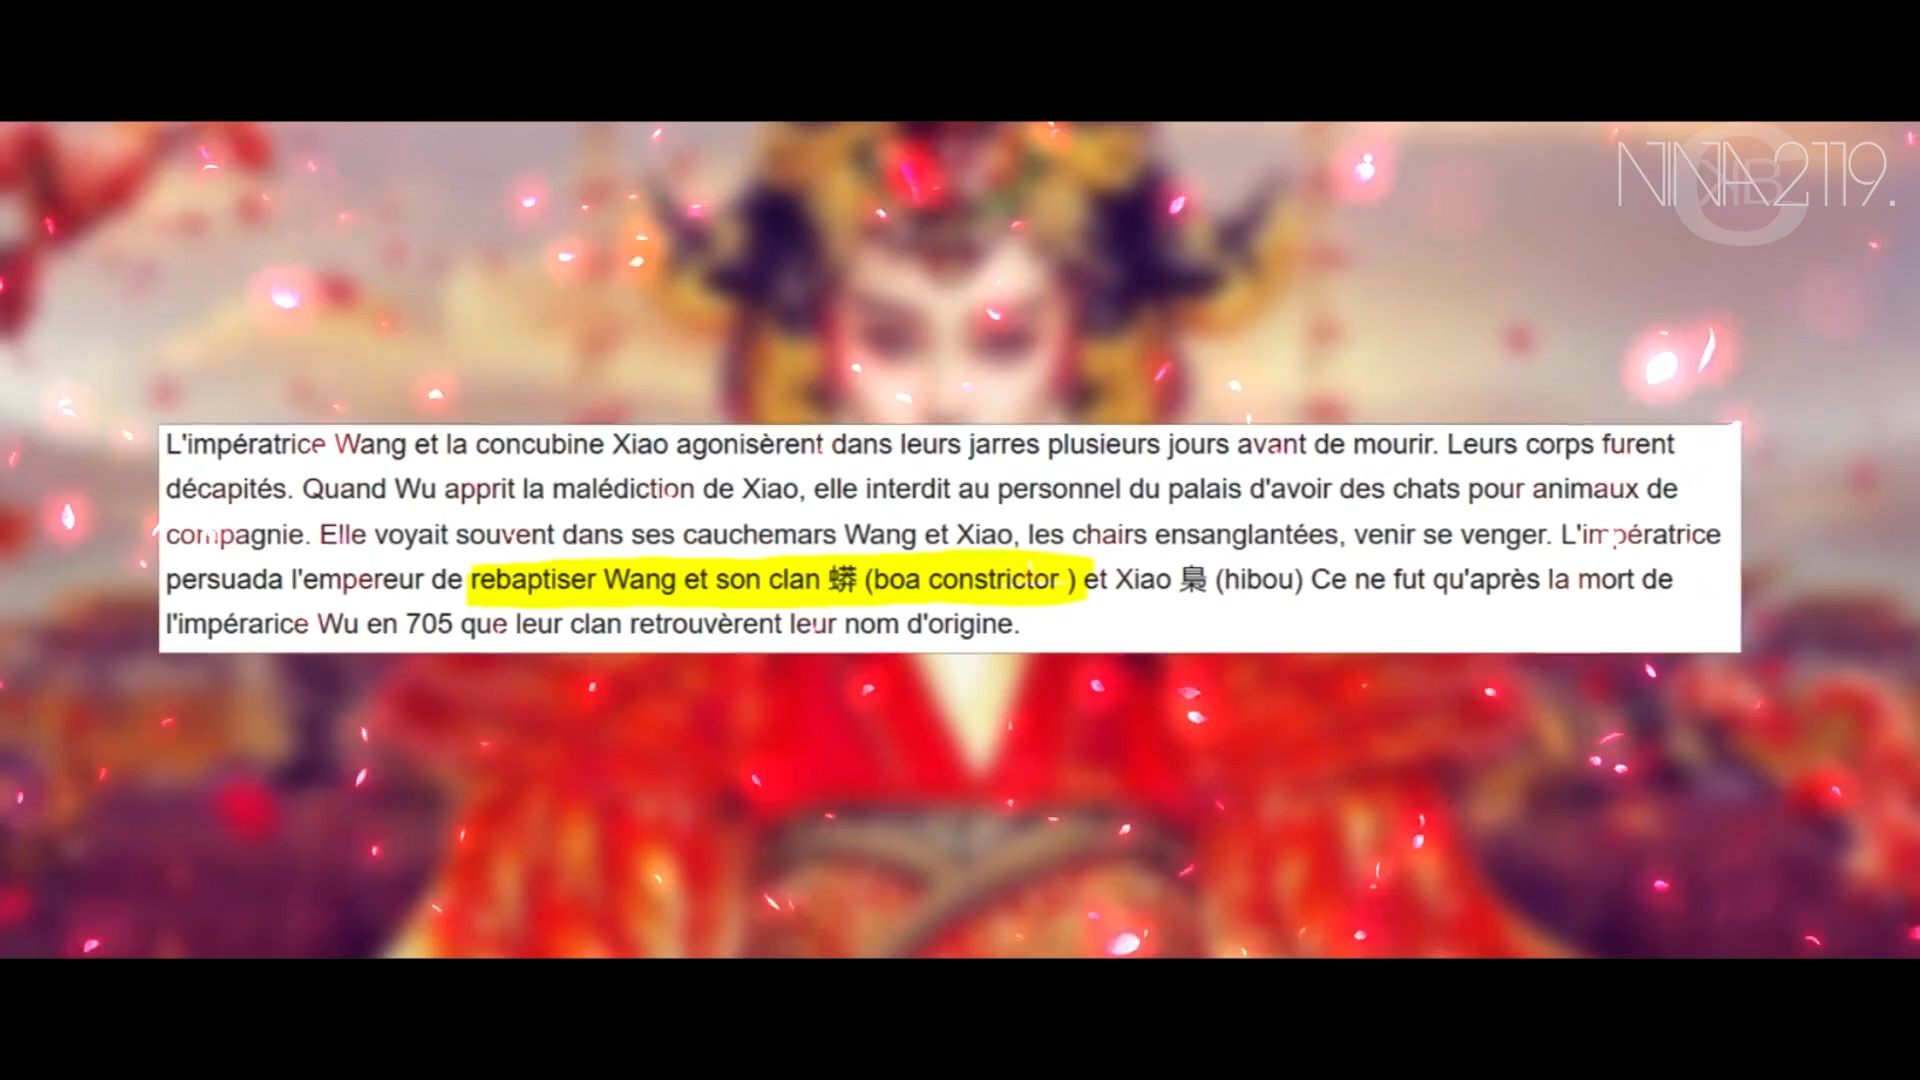 NINA2119.
L'impératrice Wang et la concubine Xiao agonisèrent dans leurs jarres plusieurs jours avant de mourir. Leurs corps furent
décapités. Quand Wu apprit la malédiction de Xiao, elle interdit au personnel du palais d'avoir des chats pour animaux de
compagnie. Elle voyait souvent dans ses cauchemars Wang et Xiao, les chairs ensanglantées, venir se venger. L'impératrice
persuada l'empereur de rebaptiser Wang et son clan 蟒 (boa constrictor ) et Xiao 梟 (hibou) Ce ne fut qu'après la mort de
l'impérarice Wu en 705 que leur clan retrouvèrent leur nom d'origine.